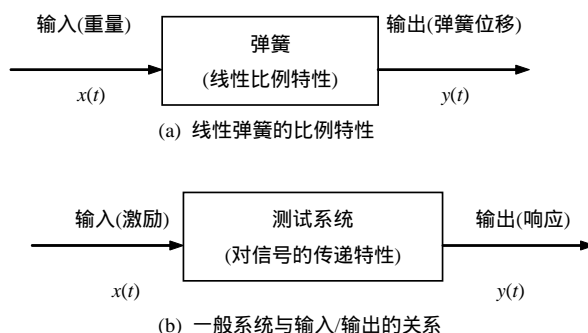 输入(重量)
弹簧
(线性比例特性)
输出(弹簧位移)
x(t)
y(t)
(a) 线性弹簧的比例特性
输入(激励)
测试系统
(对信号的传递特性)
输出(响应)
x(t)
y(t)
(b) 一般系统与输入/输出的关系